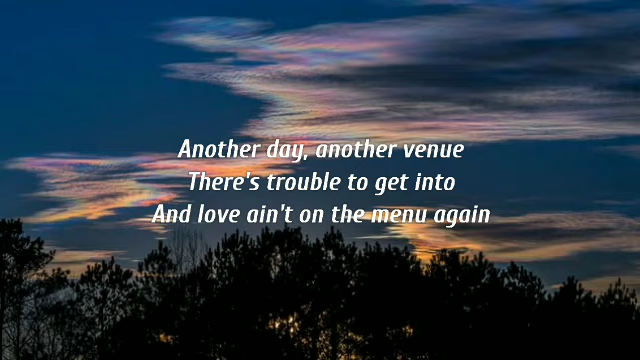 Another day, another venue
There's trouble to get into
And love ain't on the menu again